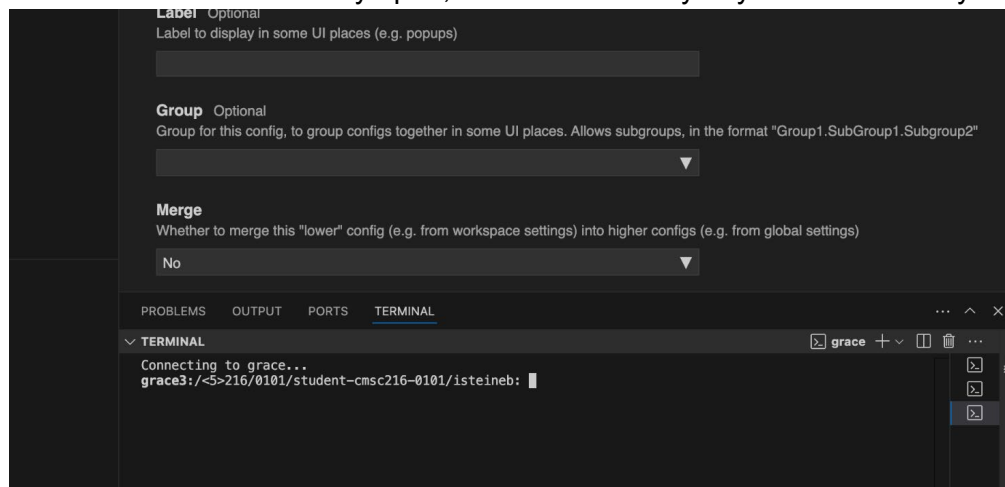 Label Optional
Label to display in some UI places (e.g. popups)
Group Optional
Group for this config, to group configs together in some UI places. Allows subgroups, in the format "Group1.SubGroup1.Subgroup2"
Merge
Whether to merge this "lower" config (e.g. from workspace settings) into higher configs (e.g. from global settings)
No
PROBLEMS OUTPUT PORTS TERMINAL
TERMINAL grace
Connecting to grace...
grace3:/<5>216/0101/student-cmsc216-0101/isteineb: